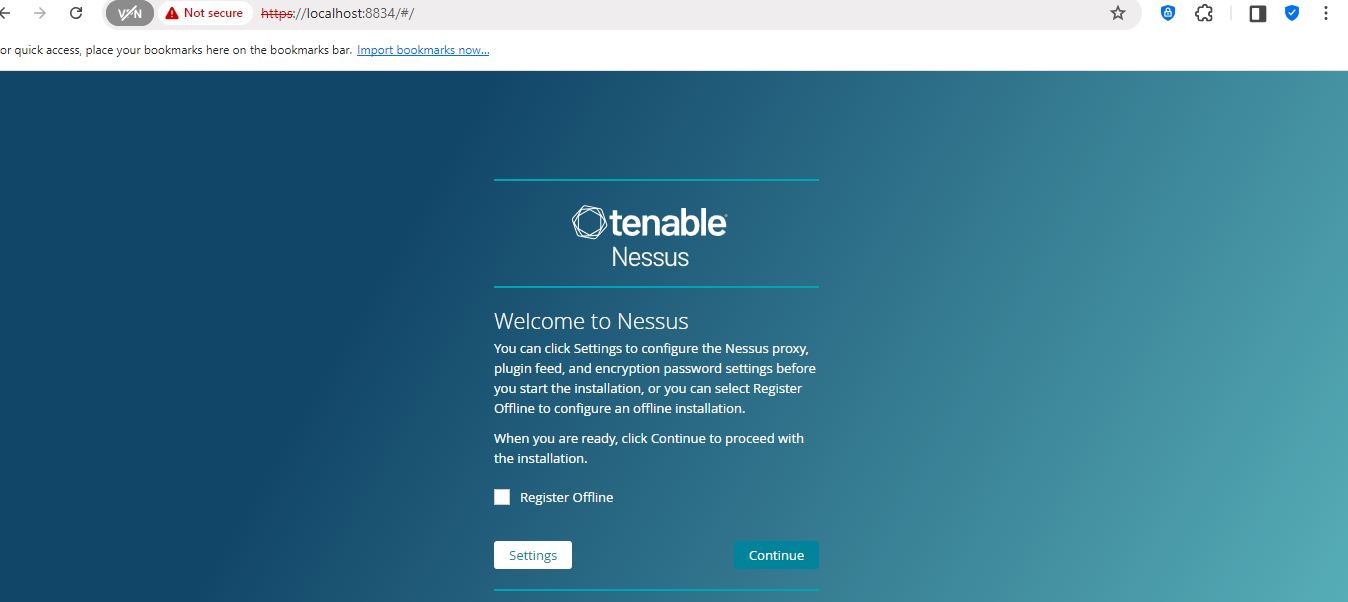 VPN Not secure https://localhost:8834/#/
or quick access, place your bookmarks here on the bookmarks bar. Import bookmarks now...
tenable
Nessus
Welcome to Nessus
You can click Settings to configure the Nessus proxy,
plugin feed, and encryption password settings before
you start the installation, or you can select Register
Offline to configure an offline installation.
When you are ready, click Continue to proceed with
the installation.
Register Offline
Settings Continue